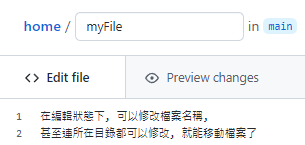 home / myFile in main
Edit file Preview changes
1 在編輯狀態下, 可以修改檔案名稱,
2 甚至連所在目錄都可以修改, 就能移動檔案了